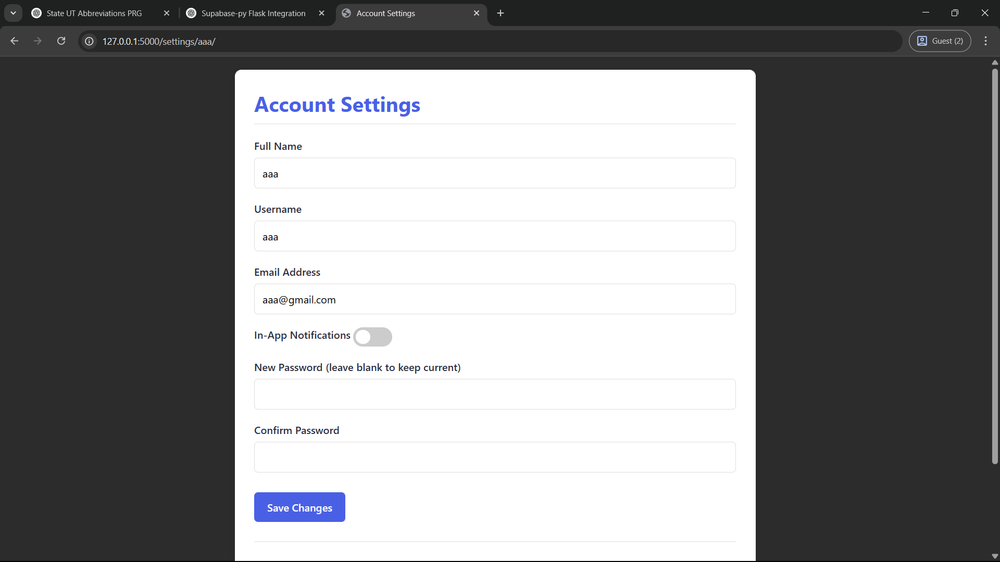 State UT Abbreviations PRG
Supabase-py Flask Integration
Account Settings
127.0.0.1:5000/settings/aaa/
Guest (2)
Account Settings
Full Name
aaa
Username
aaa
Email Address
aaa@gmail.com
In-App Notifications
New Password (leave blank to keep current)
Confirm Password
Save Changes